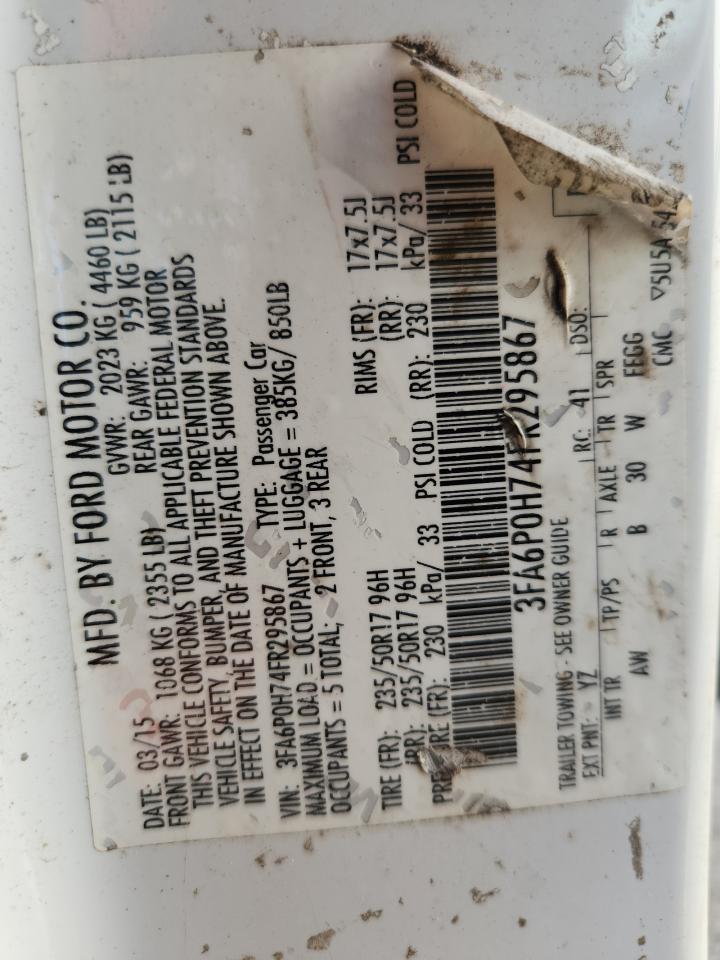 MFD. BY FORD MOTOR CO.
DATE: 03/15 GVWR: 2023 KG ( 4460 LB)
FRONT GAWR: 1068 KG ( 2355 LB) REAR GAWR: 959 KG ( 2115 LB)
THIS VEHICLE CONFORMS TO ALL APPLICABLE FEDERAL MOTOR
VEHICLE SAFETY, BUMPER, AND THEFT PREVENTION STANDARDS
IN EFFECT ON THE DATE OF MANUFACTURE SHOWN ABOVE.
VIN: 3FA6P0H74FR295867 TYPE: Passenger Car
MAXIMUM LOAD = OCCUPANTS + LUGGAGE = 385KG/ 850LB
OCCUPANTS = 5 TOTAL, 2 FRONT, 3 REAR
TIRE (FR): 235/50R17 96H RIMS (FR): 17x7.5J
(RR): 235/50R17 96H (RR): 17x7.5J
(FR): 230 kPa/ 33 PSI COLD (RR): 230 kPa/ 33 PSI COLD
3FA6P0H74FR295867
TRAILER TOWING - SEE OWNER GUIDE
EXT PNT: YZ RC: 41 DSO:
INT TR TP/PS R AXLE TR SPR
AW B 30 W EEGG
CMC ▽5U5A